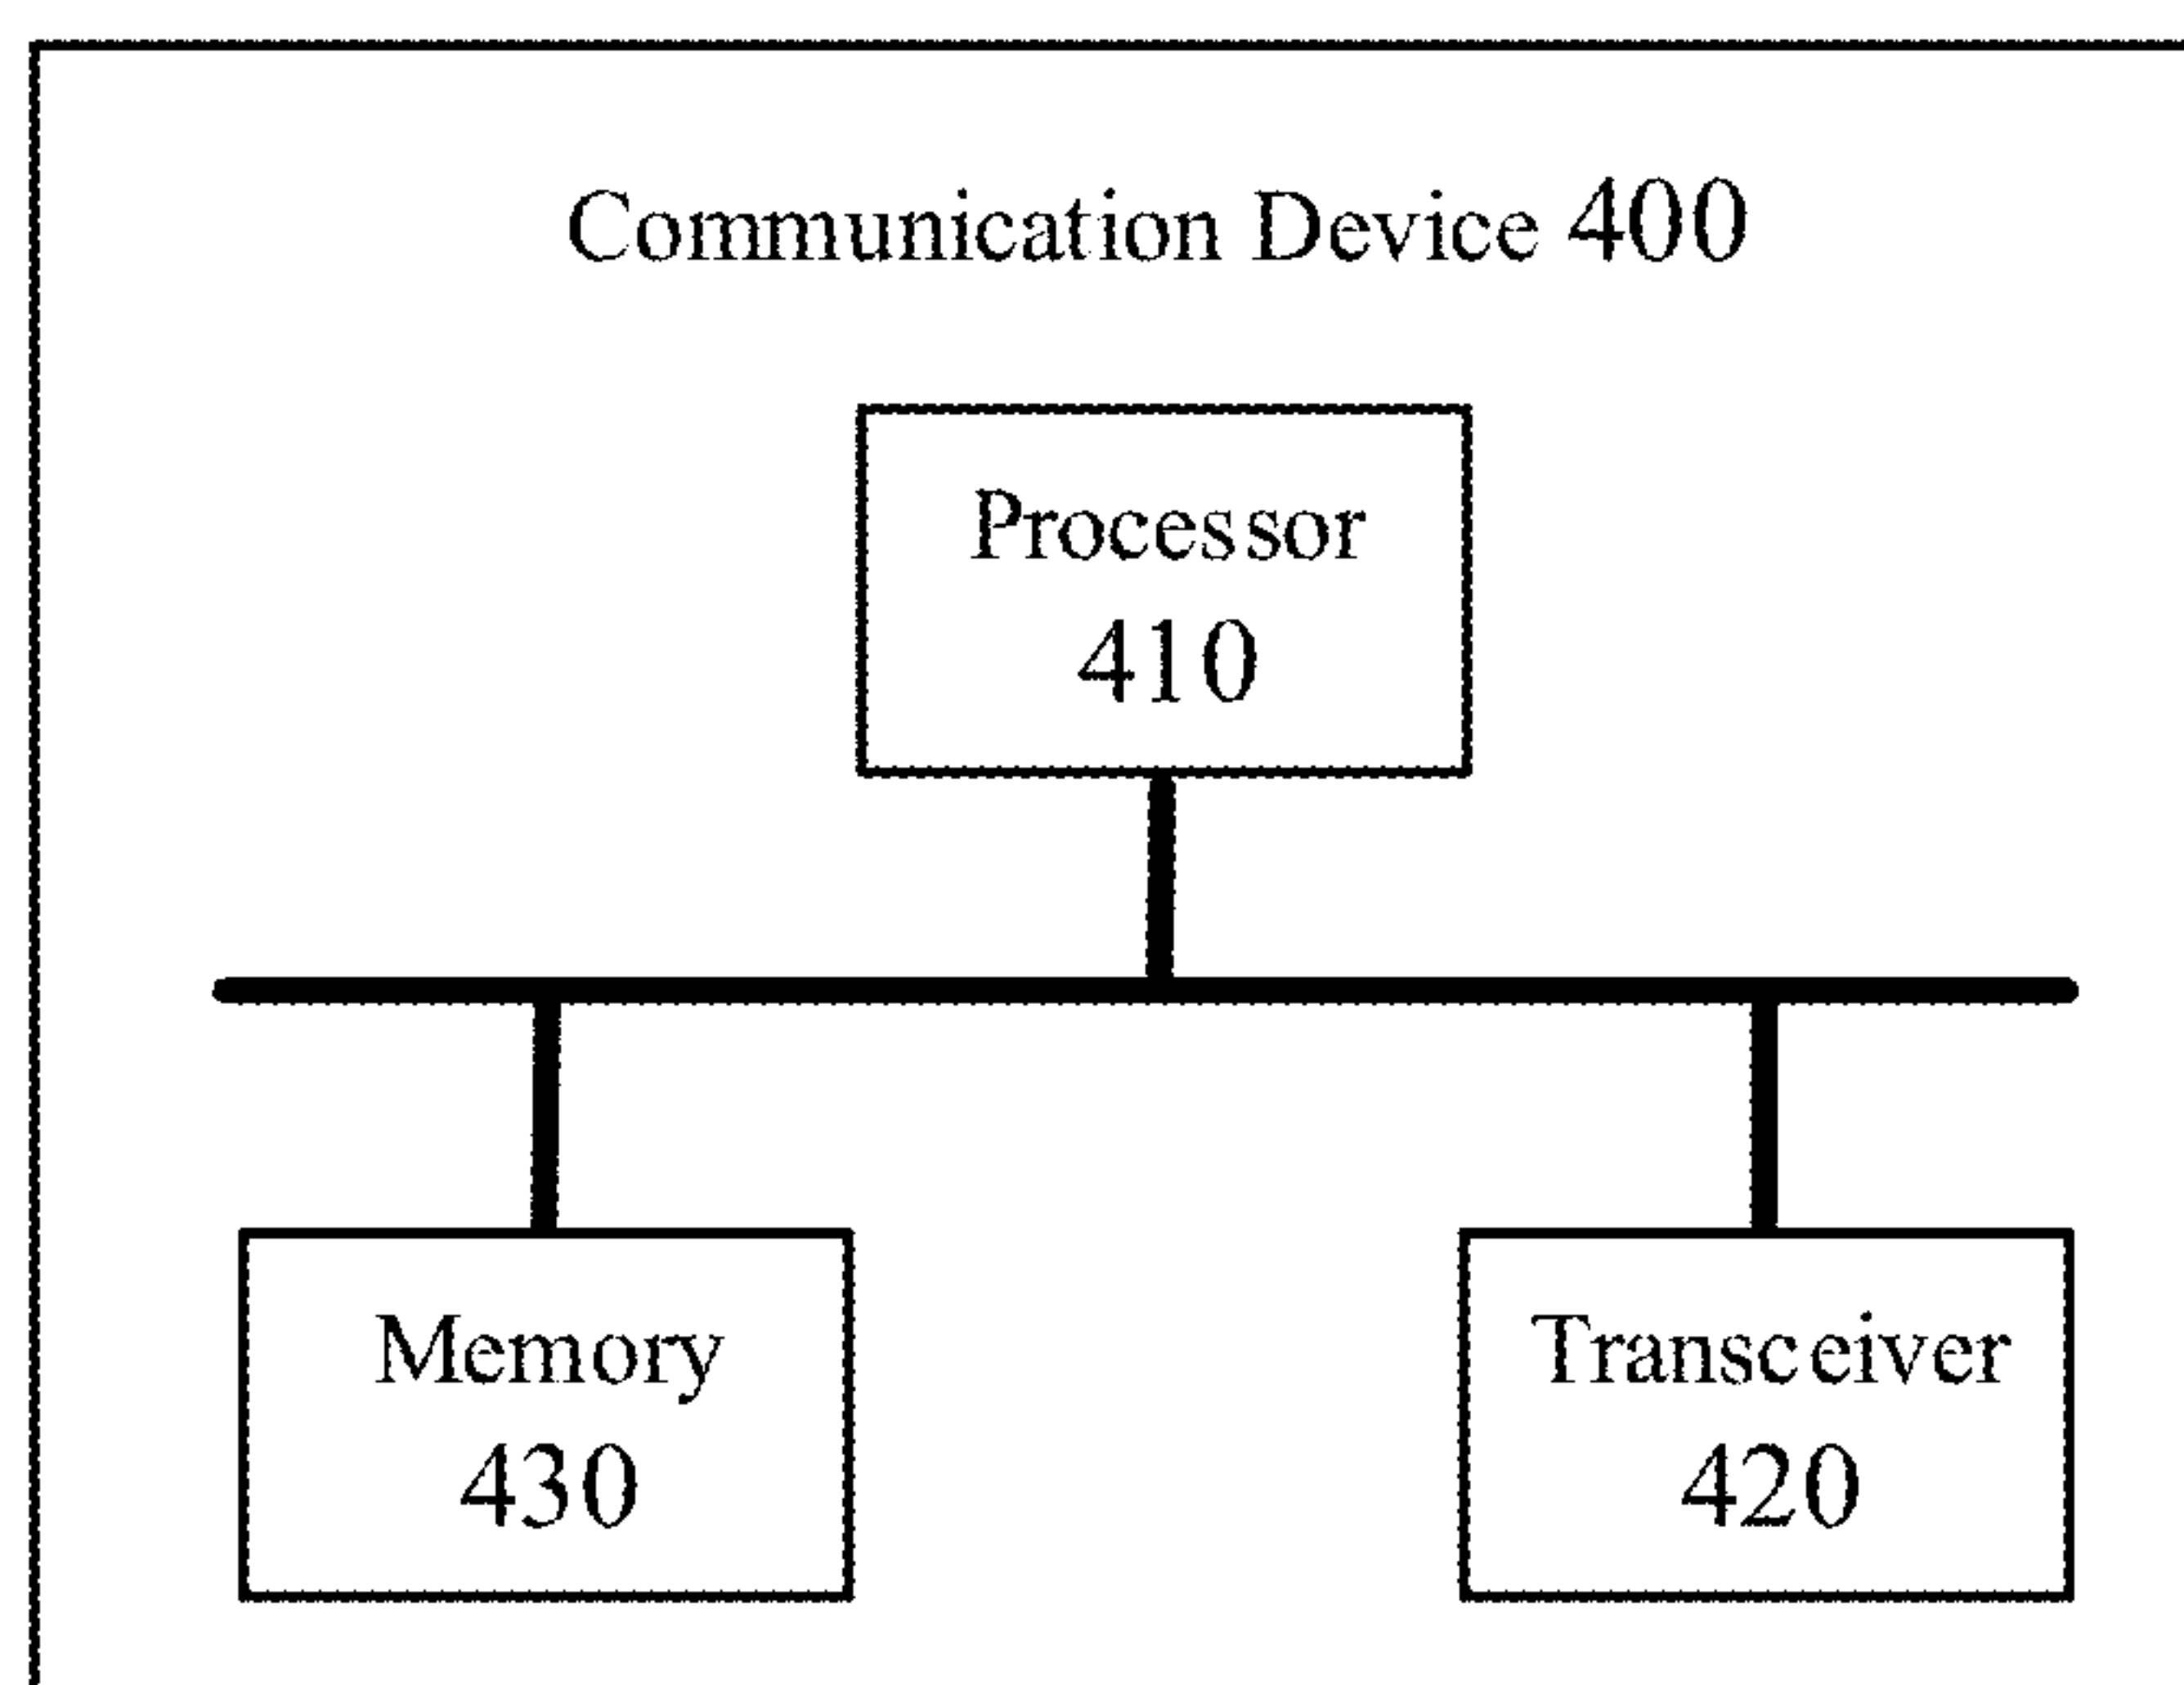 Communication Device 400
Processor
410
Memory
430
Transceiver
420